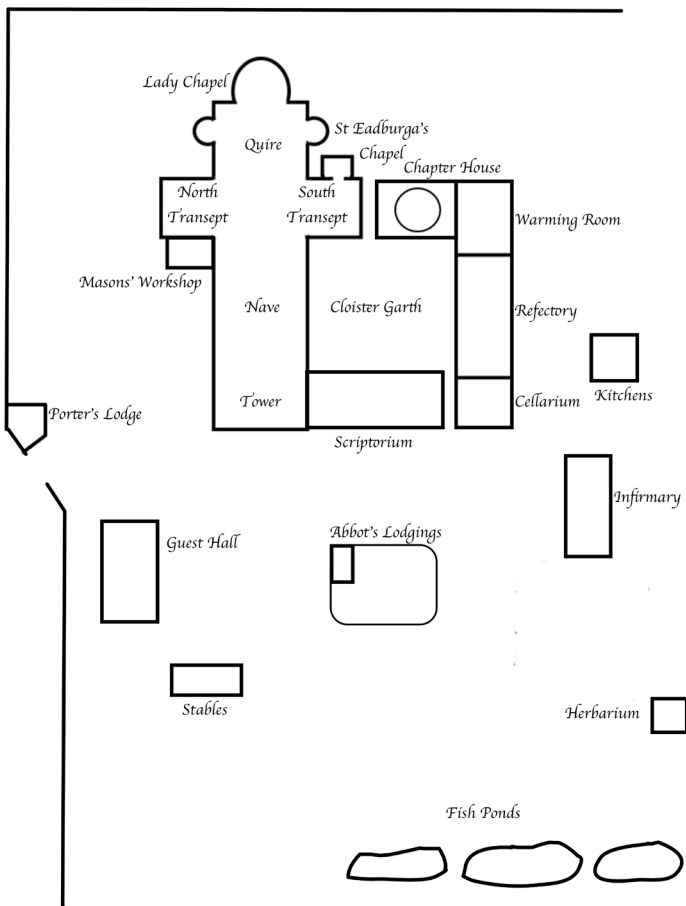 Lady Chapel
St Eadburga's
Chapel
Quire
Chapter House
North
Transept
South
Transept
Warming Room
Masons' Workshop
Nave
Cloister Garth
Refectory
Kitchens
Porter's Lodge
Tower
Cellarium
Scriptorium
Infirmary
Guest Hall
Abbot's Lodgings
Stables
Herbarium
Fish Ponds